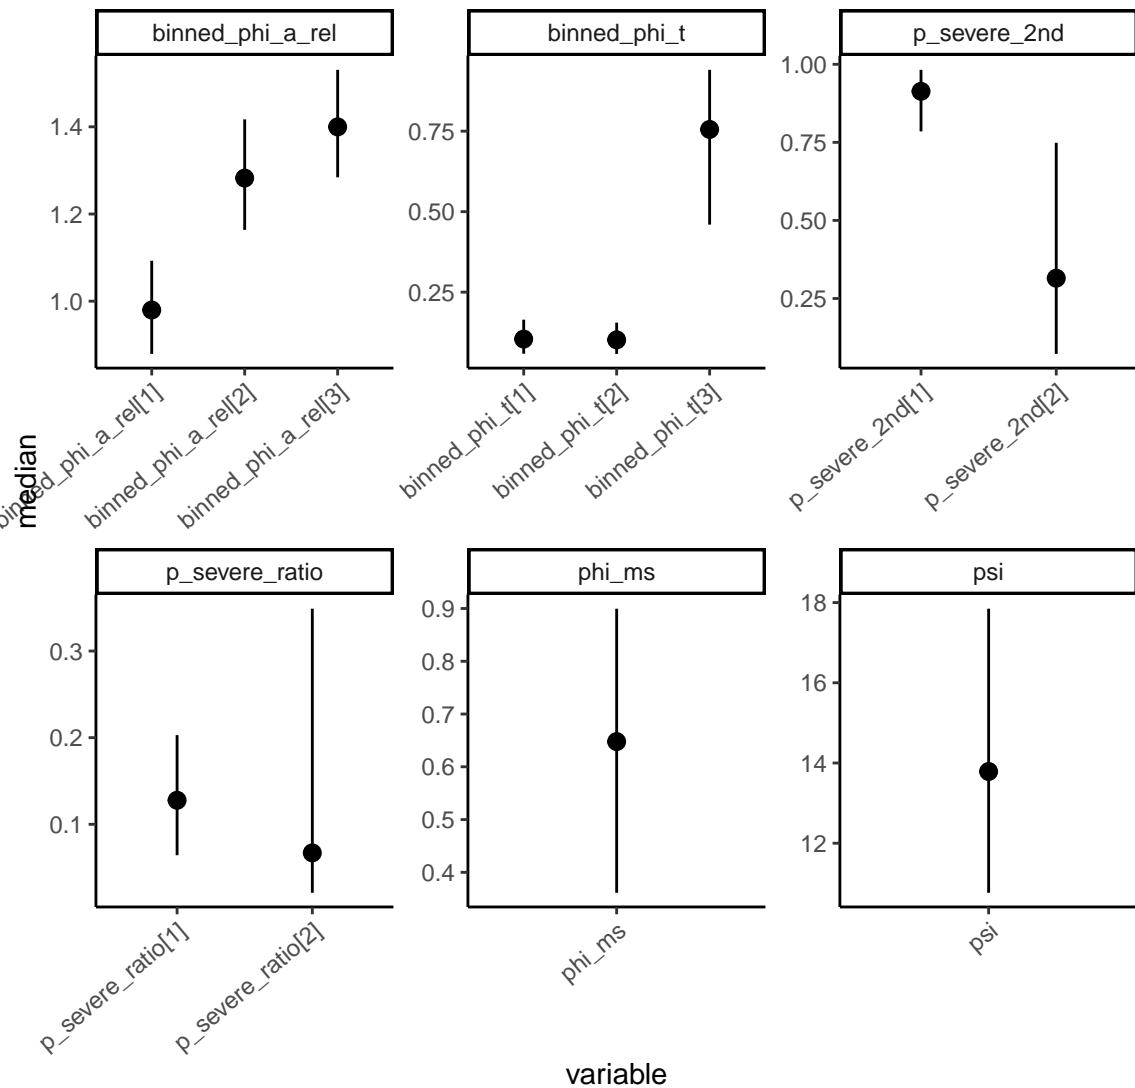 binned_phi_a_rel
binned_phi_t
p_severe_2nd
1.4
1.2
1.0
0.75
0.50
0.25
1.00
0.75
0.50
0.25
binned_phi_a_rel[1]
binned_phi_a_rel[2]
binned_phi_a_rel[3]
binned_phi_t[1]
binned_phi_t[2]
binned_phi_t[3]
p_severe_2nd[1]
p_severe_2nd[2]
median
p_severe_ratio
phi_ms
psi
0.3
0.2
0.1
0.9
0.8
0.7
0.6
0.5
0.4
18
16
14
12
p_severe_ratio[1]
p_severe_ratio[2]
phi_ms
psi
variable